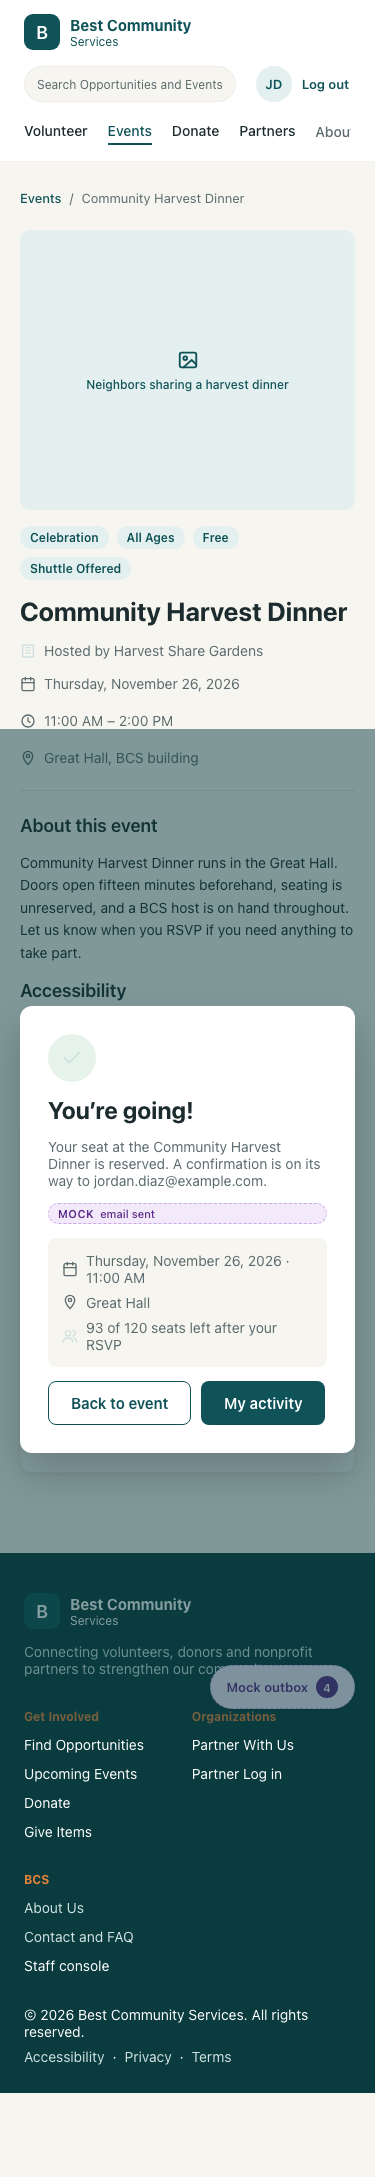 B
Best Community
Services
Search Opportunities and Events
JD
Log out
Volunteer
Events
Donate
Partners
About
Events / Community Harvest Dinner
Neighbors sharing a harvest dinner
Celebration
All Ages
Free
Shuttle Offered
Community Harvest Dinner
Hosted by Harvest Share Gardens
Thursday, November 26, 2026
11:00 AM – 2:00 PM
Great Hall, BCS building
About this event
Community Harvest Dinner runs in the Great Hall.
Doors open fifteen minutes beforehand, seating is
unreserved, and a BCS host is on hand throughout.
Let us know when you RSVP if you need anything to
take part.
Accessibility
You're going!
Your seat at the Community Harvest
Dinner is reserved. A confirmation is on its
way to jordan.diaz@example.com.
MOCK email sent
Thursday, November 26, 2026 ·
11:00 AM
Great Hall
93 of 120 seats left after your
RSVP
Back to event
My activity
B
Best Community
Services
Connecting volunteers, donors and nonprofit
partners to strengthen our
Mock outbox 4
Get Involved
Find Opportunities
Upcoming Events
Donate
Give Items
Organizations
Partner With Us
Partner Log in
BCS
About Us
Contact and FAQ
Staff console
© 2026 Best Community Services. All rights
reserved.
Accessibility · Privacy · Terms